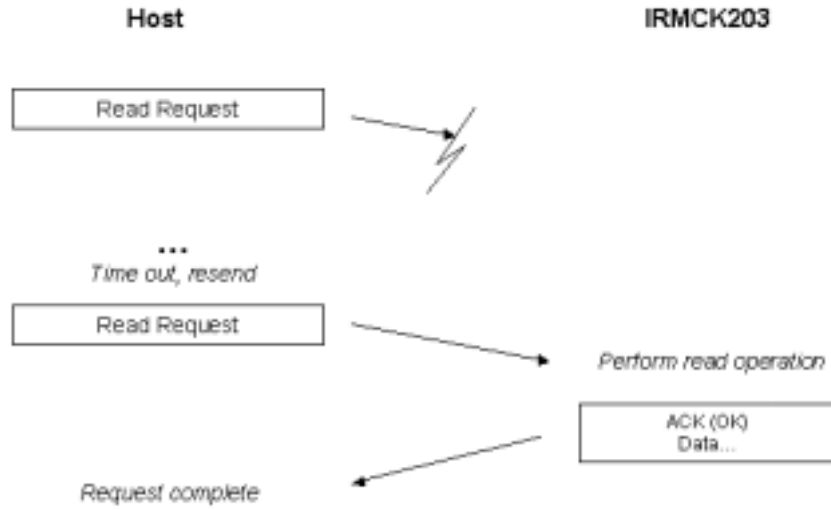 Host
IRMCK203
Read Request
...
Time out, resend
Read Request
Perform read operation
ACK (OK)
Data...
Request complete